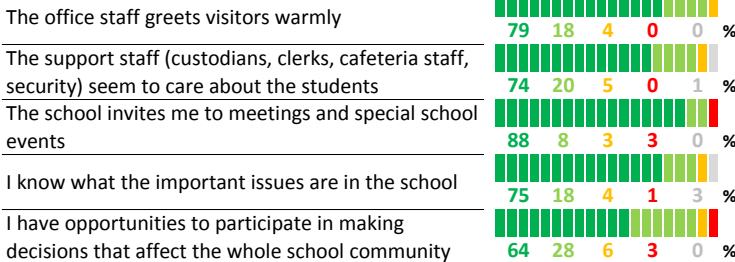 The office staff greets visitors warmly
79 18 4 0 0 %
The support staff (custodians, clerks, cafeteria staff,
security) seem to care about the students
74 20 5 0 1 %
The school invites me to meetings and special school
events
88 8 3 3 0 %
I know what the important issues are in the school
75 18 4 1 3 %
I have opportunities to participate in making
decisions that affect the whole school community
64 28 6 3 0 %